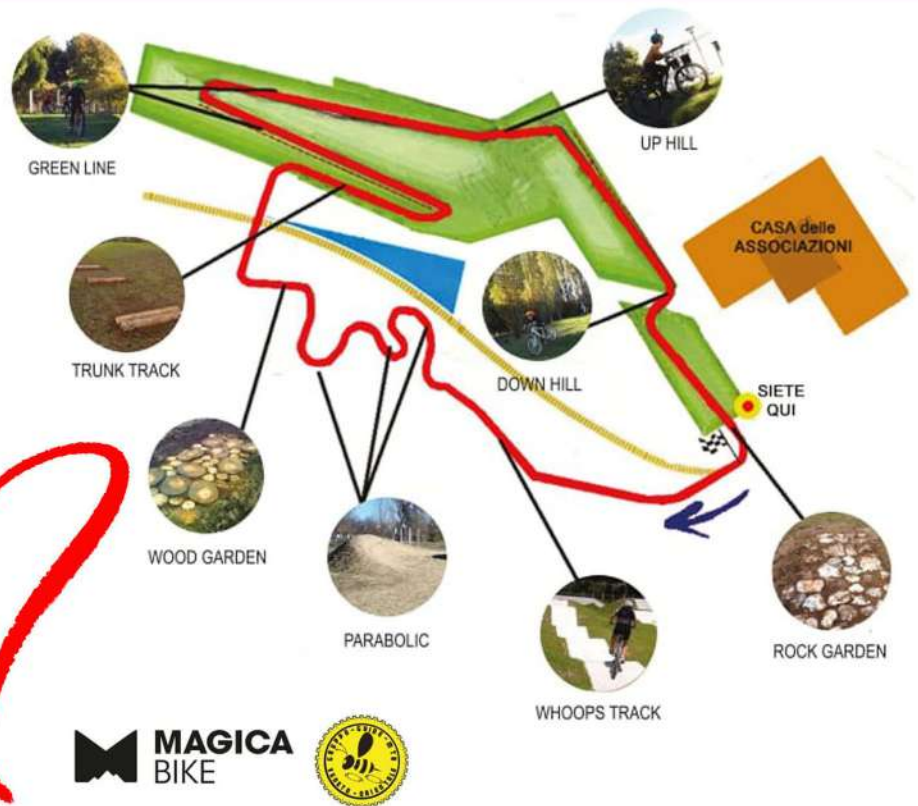 GREEN LINE
UP HILL
CASA delle
ASSOCIAZIONI
TRUNK TRACK
DOWN HILL
SIETE
QUI
WOOD GARDEN
PARABOLIC
ROCK GARDEN
WHOOPS TRACK
MAGICA
BIKE